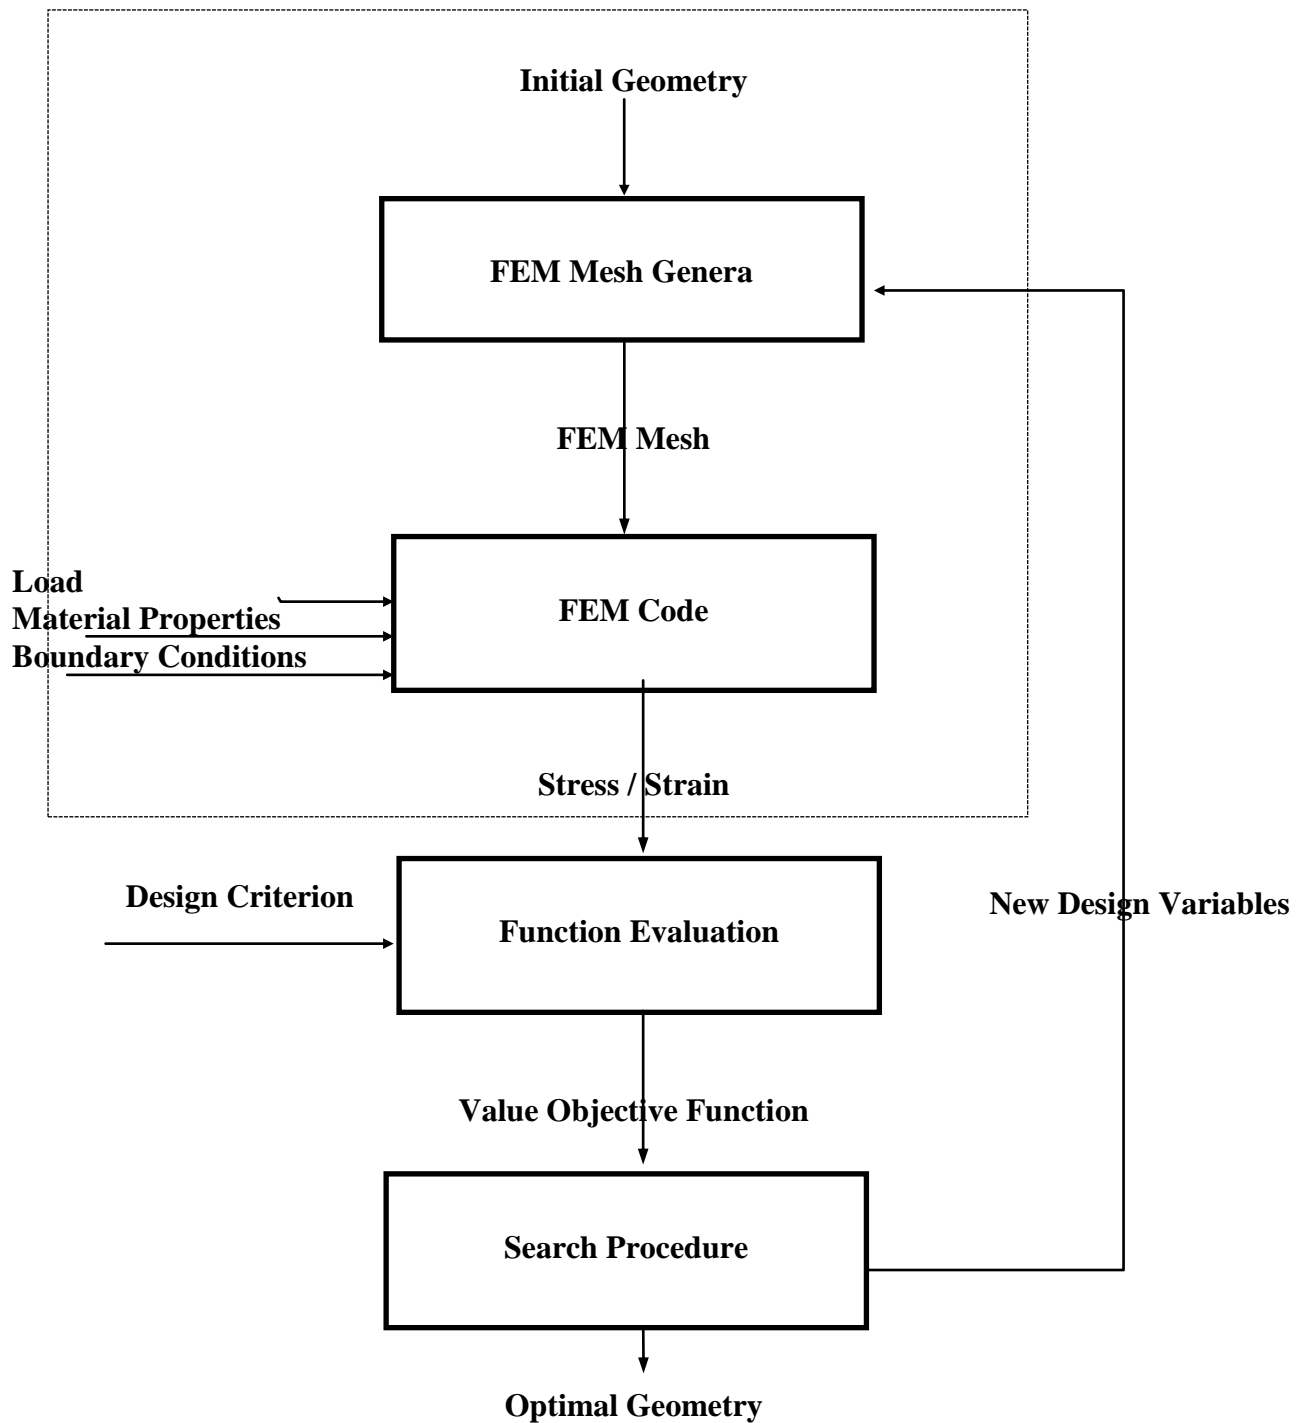 Initial Geometry
FEM Mesh Genera
FEM Mesh
Load
Material Properties
Boundary Conditions
FEM Code
Stress / Strain
Design Criterion
Function Evaluation
New Design Variables
Value Objective Function
Search Procedure
Optimal Geometry